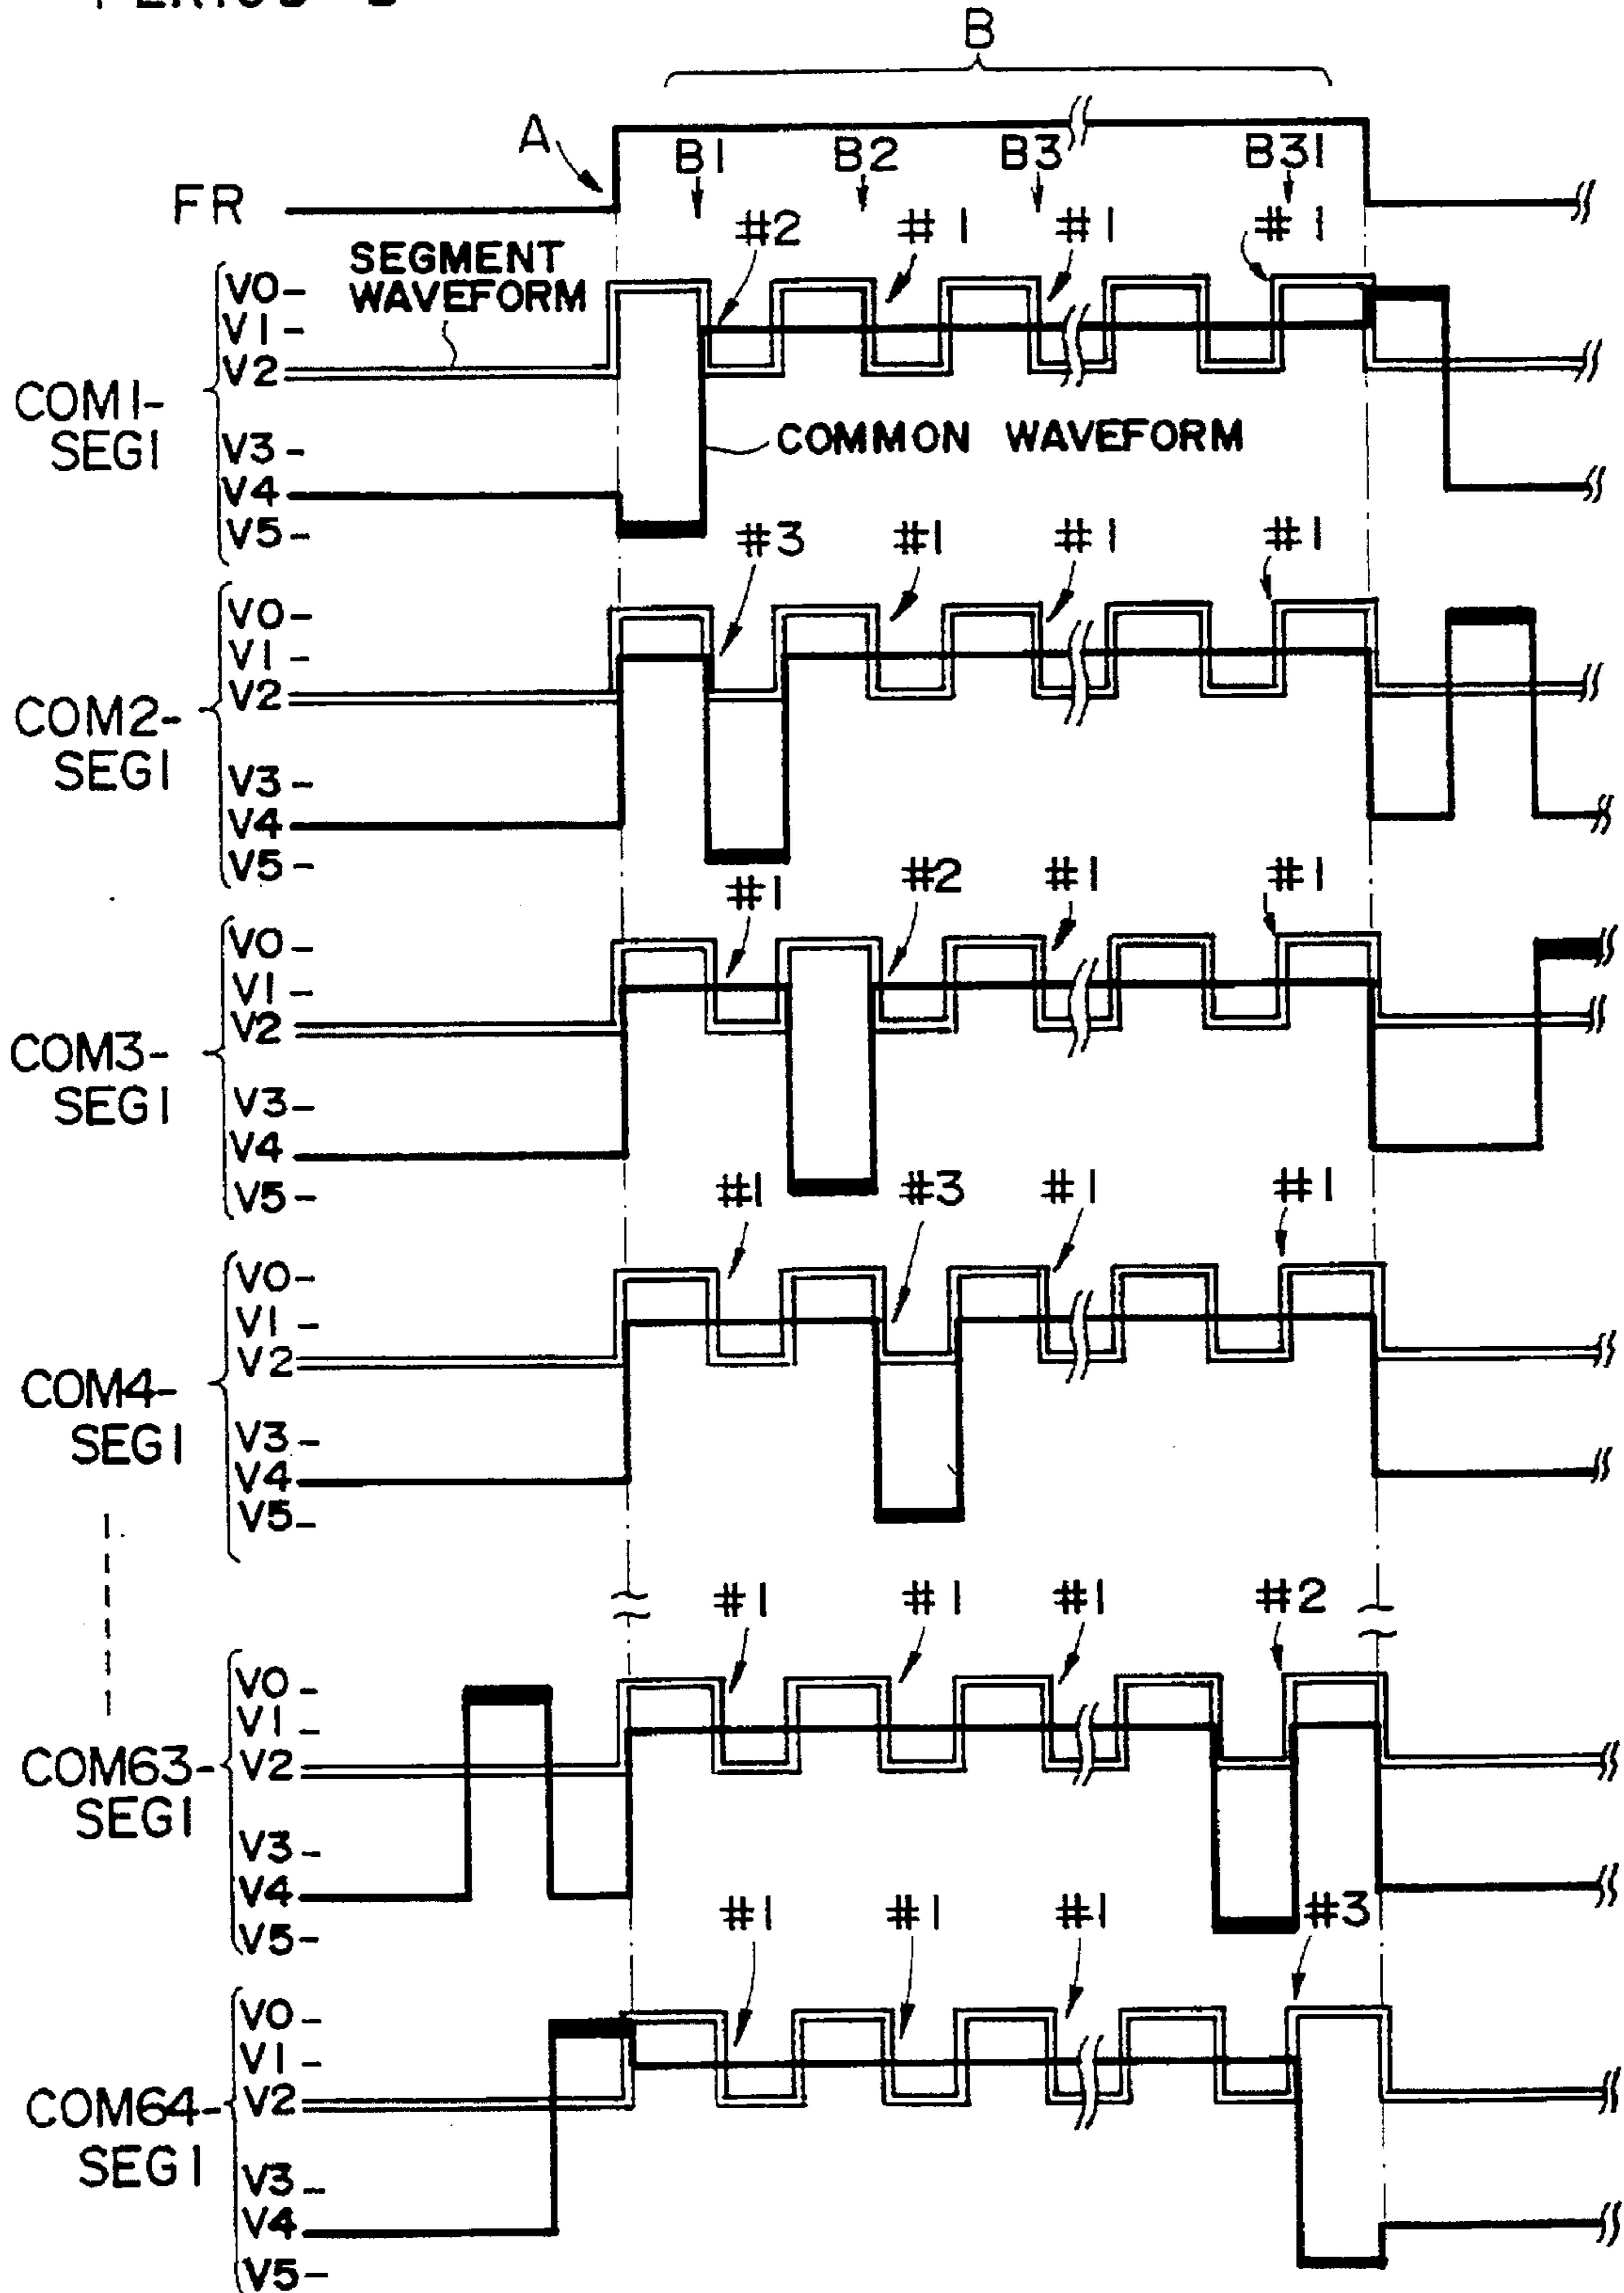 PERIOD B
B
A
B1 B2 B3 B31
FR
#2 #1 #1 #1
SEGMENT
WAVEFORM
V0-
V1-
V2
COM1-
SEG1
V3-
COMMON WAVEFORM
V4
V5-
#3 #1 #1 #1
V0-
V1-
V2
COM2-
SEG1
V3-
V4
V5-
#1 #2 #1 #1
V0-
V1-
V2
COM3-
SEG1
V3-
V4
V5-
#1 #3 #1 #1
V0-
V1-
V2
COM4-
SEG1
V3-
V4
V5-
#1 #1 #1 #2
V0-
V1-
V2
COM63-
SEG1
V3-
V4
V5-
#1 #1 #1 #3
V0-
V1-
V2
COM64-
SEG1
V3-
V4
V5-